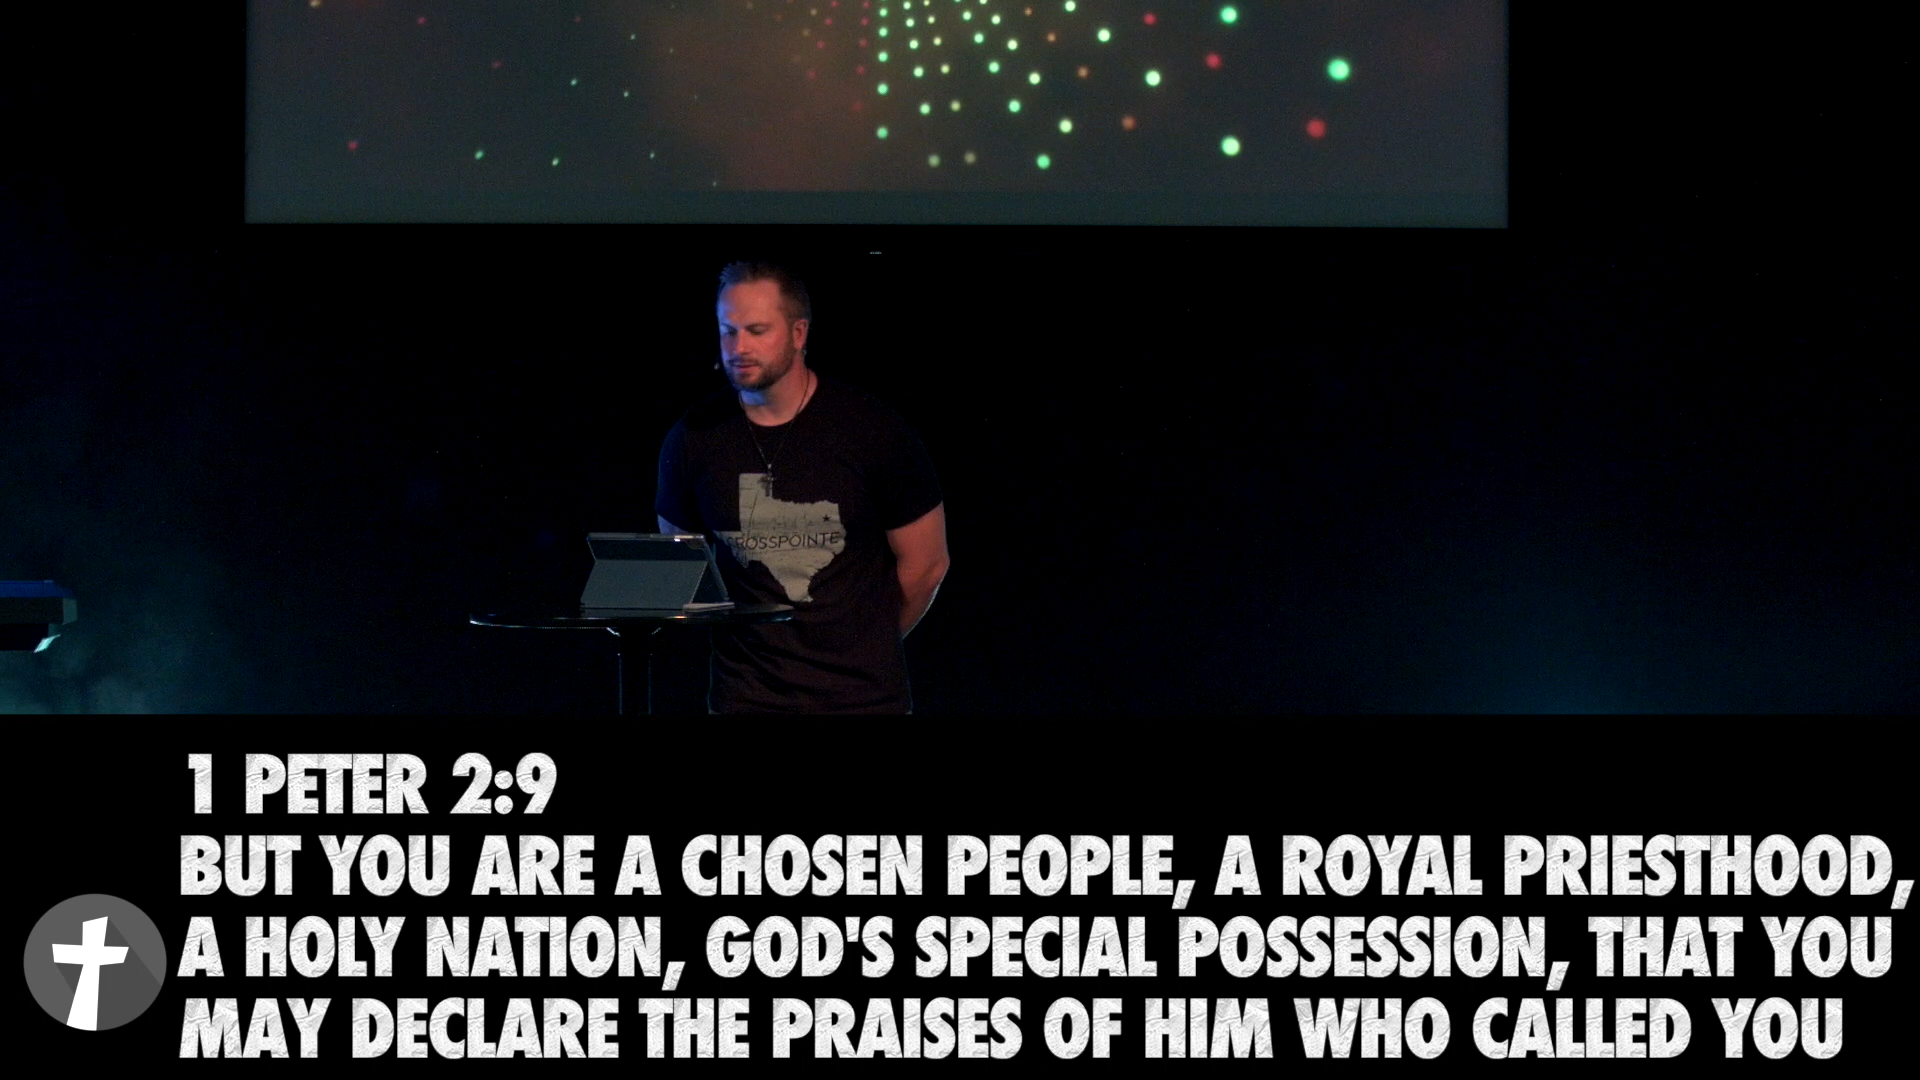 CROSSPOINTE
1 PETER 2:9
BUT YOU ARE A CHOSEN PEOPLE, A ROYAL PRIESTHOOD,
A HOLY NATION, GOD'S SPECIAL POSSESSION, THAT YOU
MAY DECLARE THE PRAISES OF HIM WHO CALLED YOU